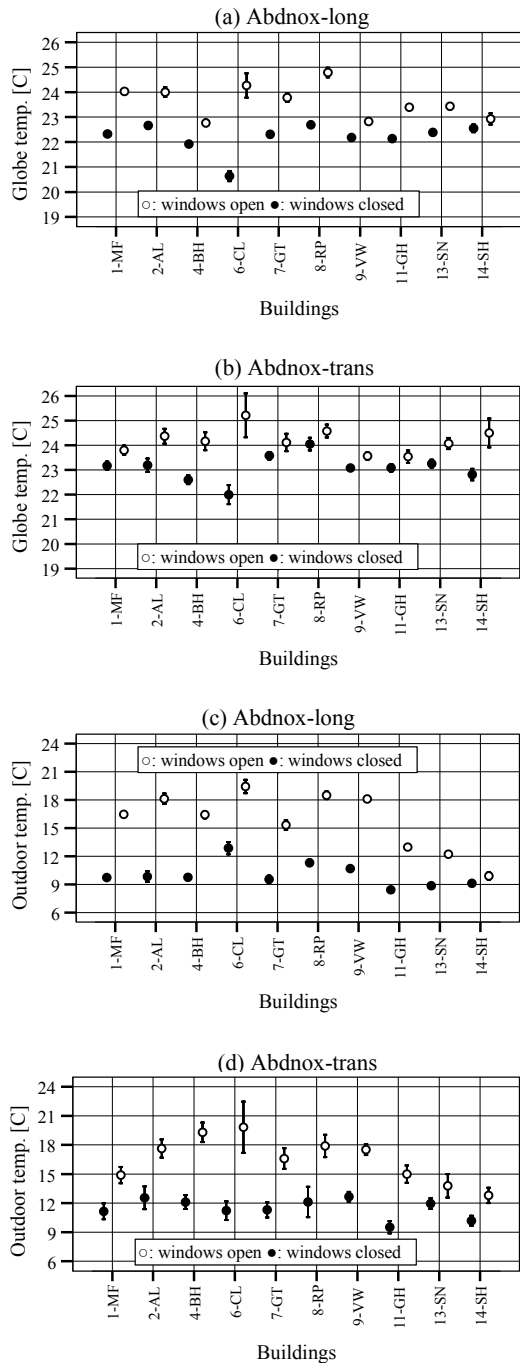 (a) Abdnox-long
26
25
24
23
22
21
20
19
Globe temp. [C]
○: windows open ●: windows closed
1-MF
2-AL
4-BH
6-CL
7-GT
8-RP
9-VW
11-GH
13-SN
14-SH
Buildings
(b) Abdnox-trans
26
25
24
23
22
21
20
19
Globe temp. [C]
○: windows open ●: windows closed
1-MF
2-AL
4-BH
6-CL
7-GT
8-RP
9-VW
11-GH
13-SN
14-SH
Buildings
(c) Abdnox-long
24
21
18
15
12
9
6
Outdoor temp. [C]
○: windows open ●: windows closed
1-MF
2-AL
4-BH
6-CL
7-GT
8-RP
9-VW
11-GH
13-SN
14-SH
Buildings
(d) Abdnox-trans
24
21
18
15
12
9
6
Outdoor temp. [C]
○: windows open ●: windows closed
1-MF
2-AL
4-BH
6-CL
7-GT
8-RP
9-VW
11-GH
13-SN
14-SH
Buildings